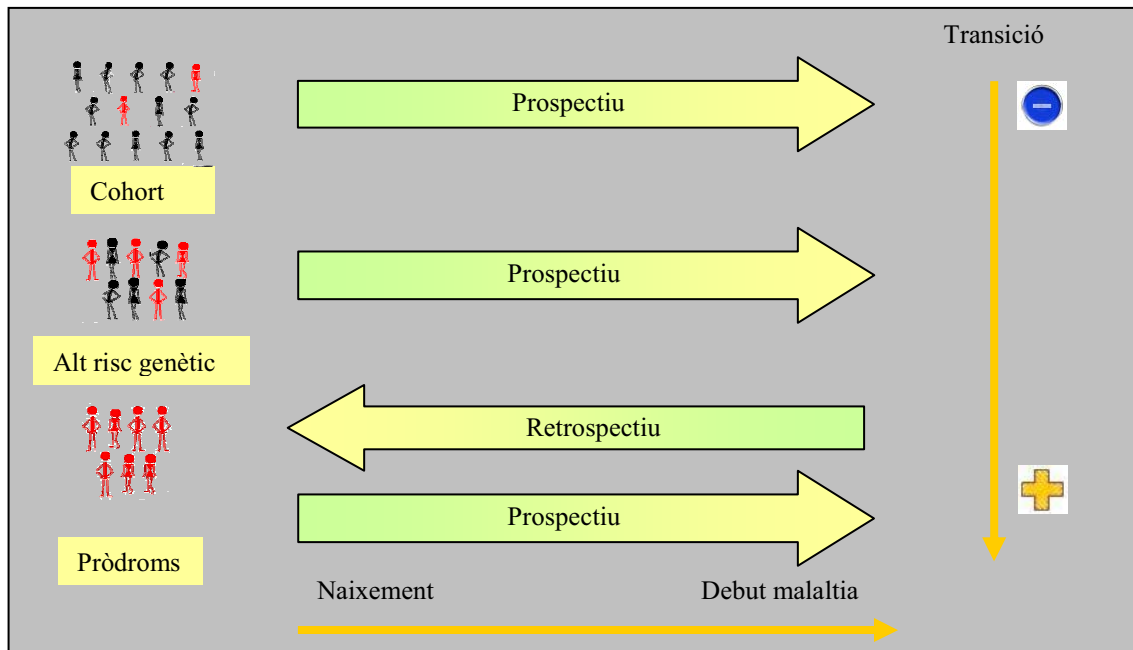 Transició
Prospectiu
Cohort
Prospectiu
Alt risc genètic
Retrospectiu
Prospectiu
Pròdroms
Naixement
Debut malaltia